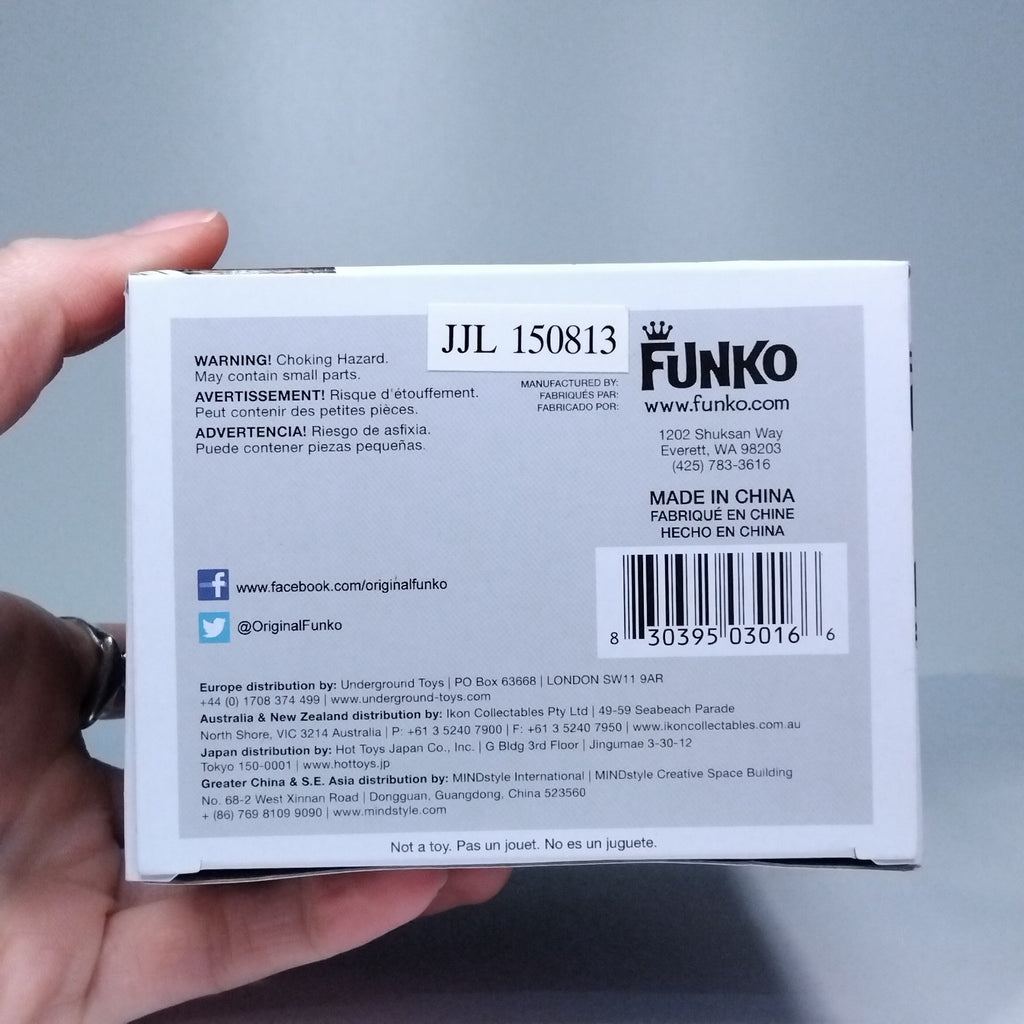 JJL 150813
WARNING! Choking Hazard.
May contain small parts.
AVERTISSEMENT! Risque d'étouffement.
Peut contenir des petites pièces.
ADVERTENCIA! Riesgo de asfixia.
Puede contener piezas pequeñas.
MANUFACTURED BY:
FABRIQUÉS PAR:
FABRICADO POR:
FUNKO
www.funko.com
1202 Shuksan Way
Everett, WA 98203
(425) 783-3616
MADE IN CHINA
FABRIQUÉ EN CHINE
HECHO EN CHINA
f www.facebook.com/originalfunko
@OriginalFunko
8 30395 03016 6
Europe distribution by: Underground Toys | PO Box 63668 | LONDON SW11 9AR
+44 (0) 1708 374 499 | www.underground-toys.com
Australia & New Zealand distribution by: Ikon Collectables Pty Ltd | 49-59 Seabeach Parade
North Shore, VIC 3214 Australia | P: +61 3 5240 7900 | F: +61 3 5240 7950 | www.ikoncollectables.com.au
Japan distribution by: Hot Toys Japan Co., Inc. | G Bldg 3rd Floor | Jingumae 3-30-12
Tokyo 150-0001 | www.hottoys.jp
Greater China & S.E. Asia distribution by: MINDstyle International | MINDstyle Creative Space Building
No. 68-2 West Xinnan Road | Dongguan, Guangdong, China 523560
+ (86) 769 8109 9090 | www.mindstyle.com
Not a toy. Pas un jouet. No es un juguete.